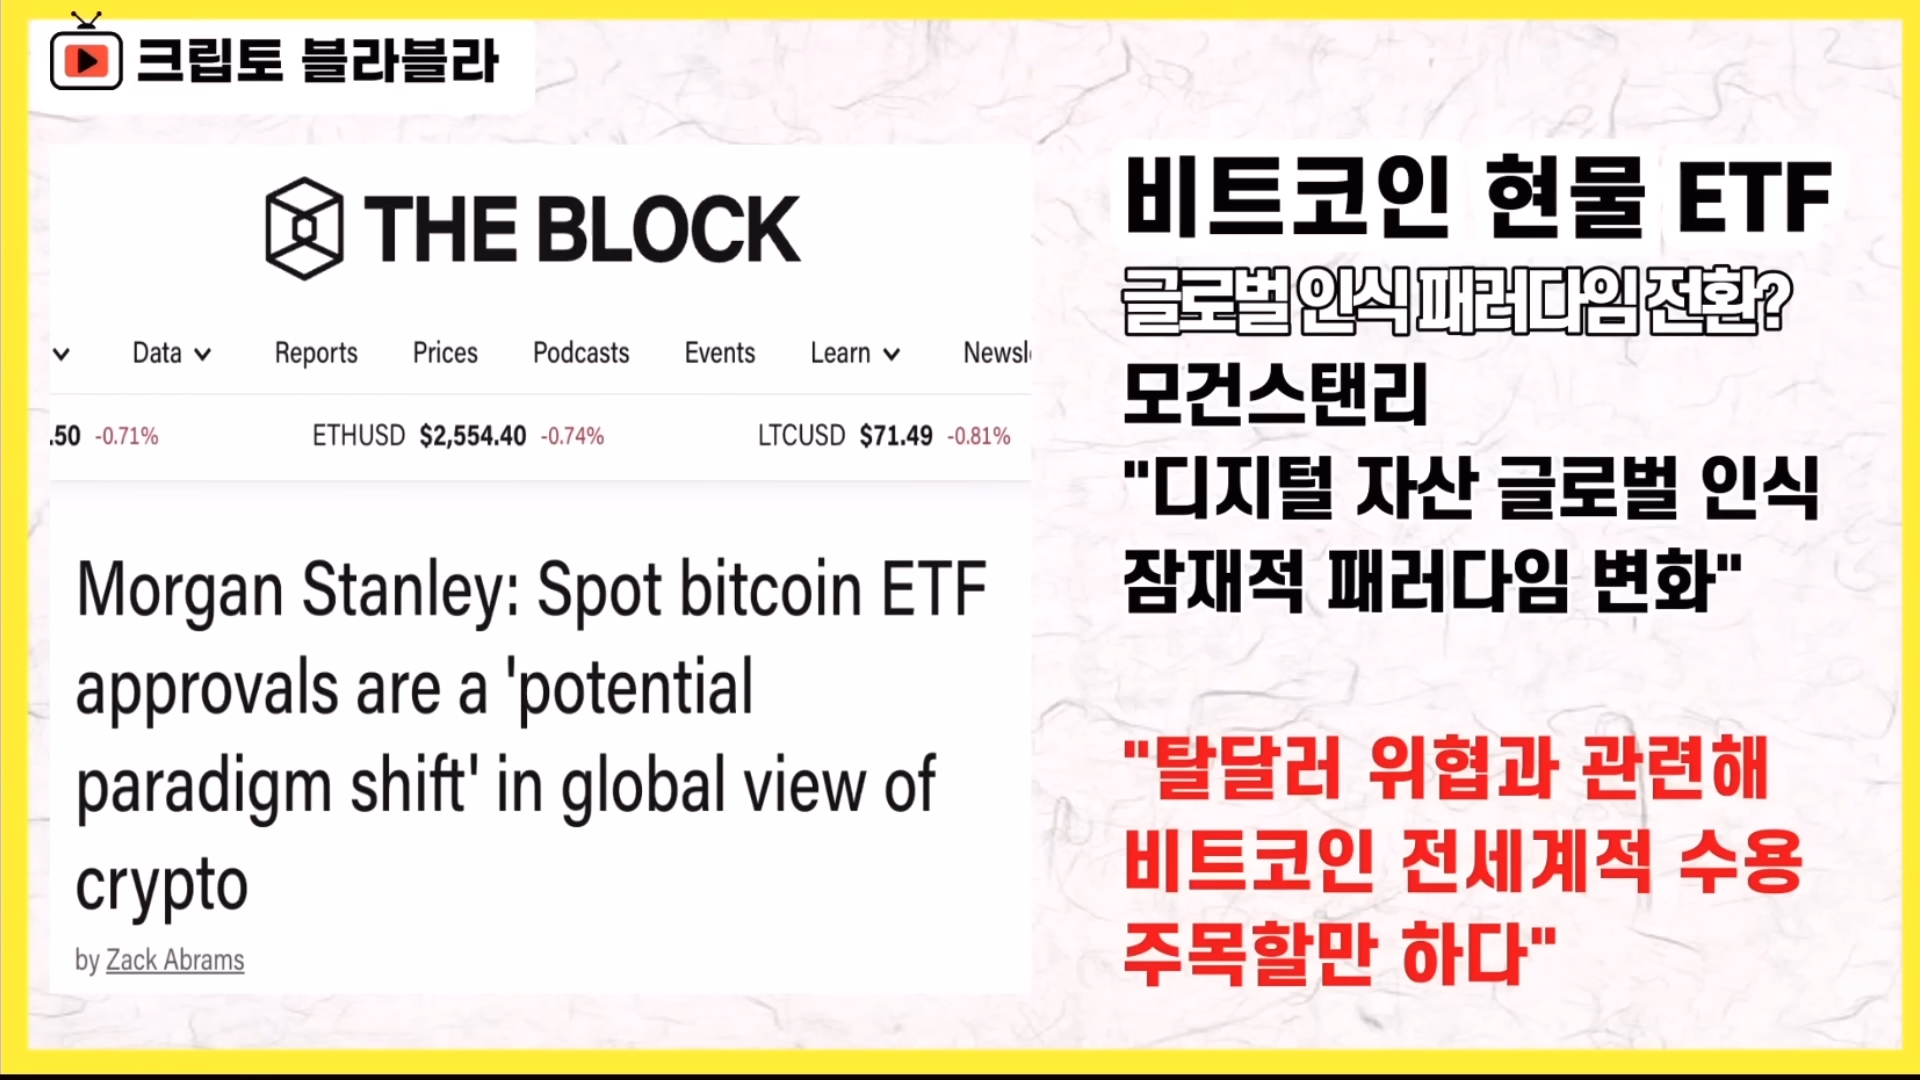 크립토 블라블라
THE BLOCK
Data Reports Prices Podcasts Events Learn
.50 -0.71% ETHUSD $2,554.40 -0.74% LTCUSD $71.49 -0.81%
Morgan Stanley: Spot bitcoin ETF
approvals are a 'potential
paradigm shift' in global view of
crypto
by Zack Abrams
비트코인 현물 ETF
글로벌 인식 패러다임 전환?
모건스탠리
"디지털 자산 글로벌 인식
잠재적 패러다임 변화"
"탈달러 위협과 관련해
비트코인 전세계적 수용
주목할만 하다"